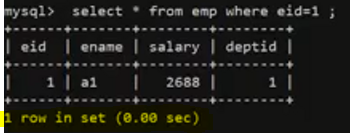 mysql> select * from emp where eid=1 ;
+------+-------+--------+--------+
| eid | ename | salary | deptid |
+------+-------+--------+--------+
| 1 | a1 | 2688 | 1 |
+------+-------+--------+--------+
1 row in set (0.00 sec)